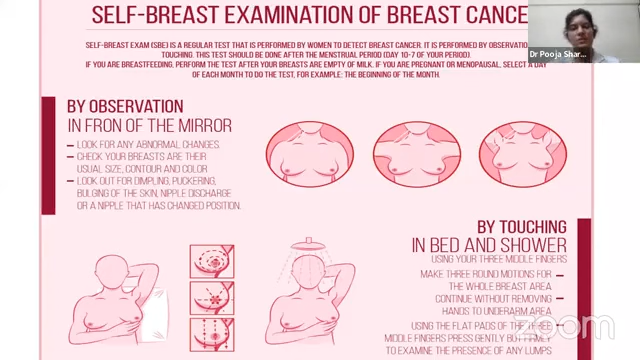 SELF-BREAST EXAMINATION OF BREAST CANCE
SELF-BREAST EXAM (SBE) IS A REGULAR TEST THAT IS PERFORMED BY WOMEN TO DETECT BREAST CANCER. IT IS PERFORMED BY OBSERVATIO
TOUCHING. THIS TEST SHOULD BE DONE AFTER THE MENSTRUAL PERIOD (DAY 10-7 OF YOUR PERIOD).
IF YOU ARE BREASTFEEDING, PERFORM THE TEST AFTER YOUR BREASTS ARE EMPTY OF MILK. IF YOU ARE PREGNANT OR MENOPAUSAL, SELECT A DAY
OF EACH MONTH TO DO THE TEST, FOR EXAMPLE: THE BEGINNING OF THE MONTH.
Dr Pooja Shar...
BY OBSERVATION
IN FRON OF THE MIRROR
– LOOK FOR ANY ABNORMAL CHANGES.
– CHECK YOUR BREASTS ARE THEIR
USUAL SIZE, CONTOUR AND COLOR
– LOOK OUT FOR DIMPLING, PUCKERING,
BULGING OF THE SKIN, NIPPLE DISCHARGE
OR A NIPPLE THAT HAS CHANGED POSITION.
BY TOUCHING
IN BED AND SHOWER
USING YOUR THREE MIDDLE FINGERS
MAKE THREE ROUND MOTIONS FOR –
THE WHOLE BREAST AREA.
CONTINUE WITHOUT REMOVING –
HANDS TO UNDERARM AREA
USING THE FLAT PADS OF THE THREE –
MIDDLE FINGERS PRESS GENTLY BUT FIRMLY
TO EXAMINE THE PRESENCE OF ANY LUMPS
zoom